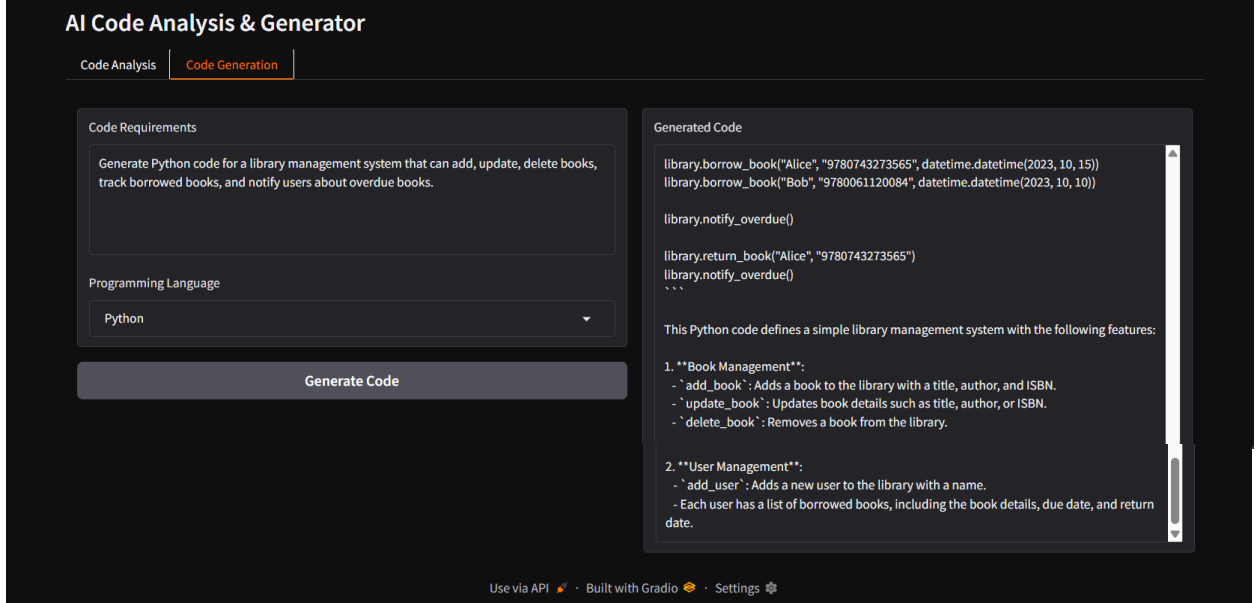 AI Code Analysis & Generator
Code Analysis
Code Generation
Code Requirements
Generate Python code for a library management system that can add, update, delete books,
track borrowed books, and notify users about overdue books.
Programming Language
Python
Generate Code
Generated Code
library.borrow_book("Alice", "9780743273565", datetime.datetime(2023, 10, 15))
library.borrow_book("Bob", "9780061120084", datetime.datetime(2023, 10, 10))
library.notify_overdue()
library.return_book("Alice", "9780743273565")
library.notify_overdue()
```
This Python code defines a simple library management system with the following features:
1. **Book Management**:
- `add_book`: Adds a book to the library with a title, author, and ISBN.
- `update_book`: Updates book details such as title, author, or ISBN.
- `delete_book`: Removes a book from the library.
2. **User Management**:
- `add_user`: Adds a new user to the library with a name.
- Each user has a list of borrowed books, including the book details, due date, and return
date.
Use via API · Built with Gradio · Settings